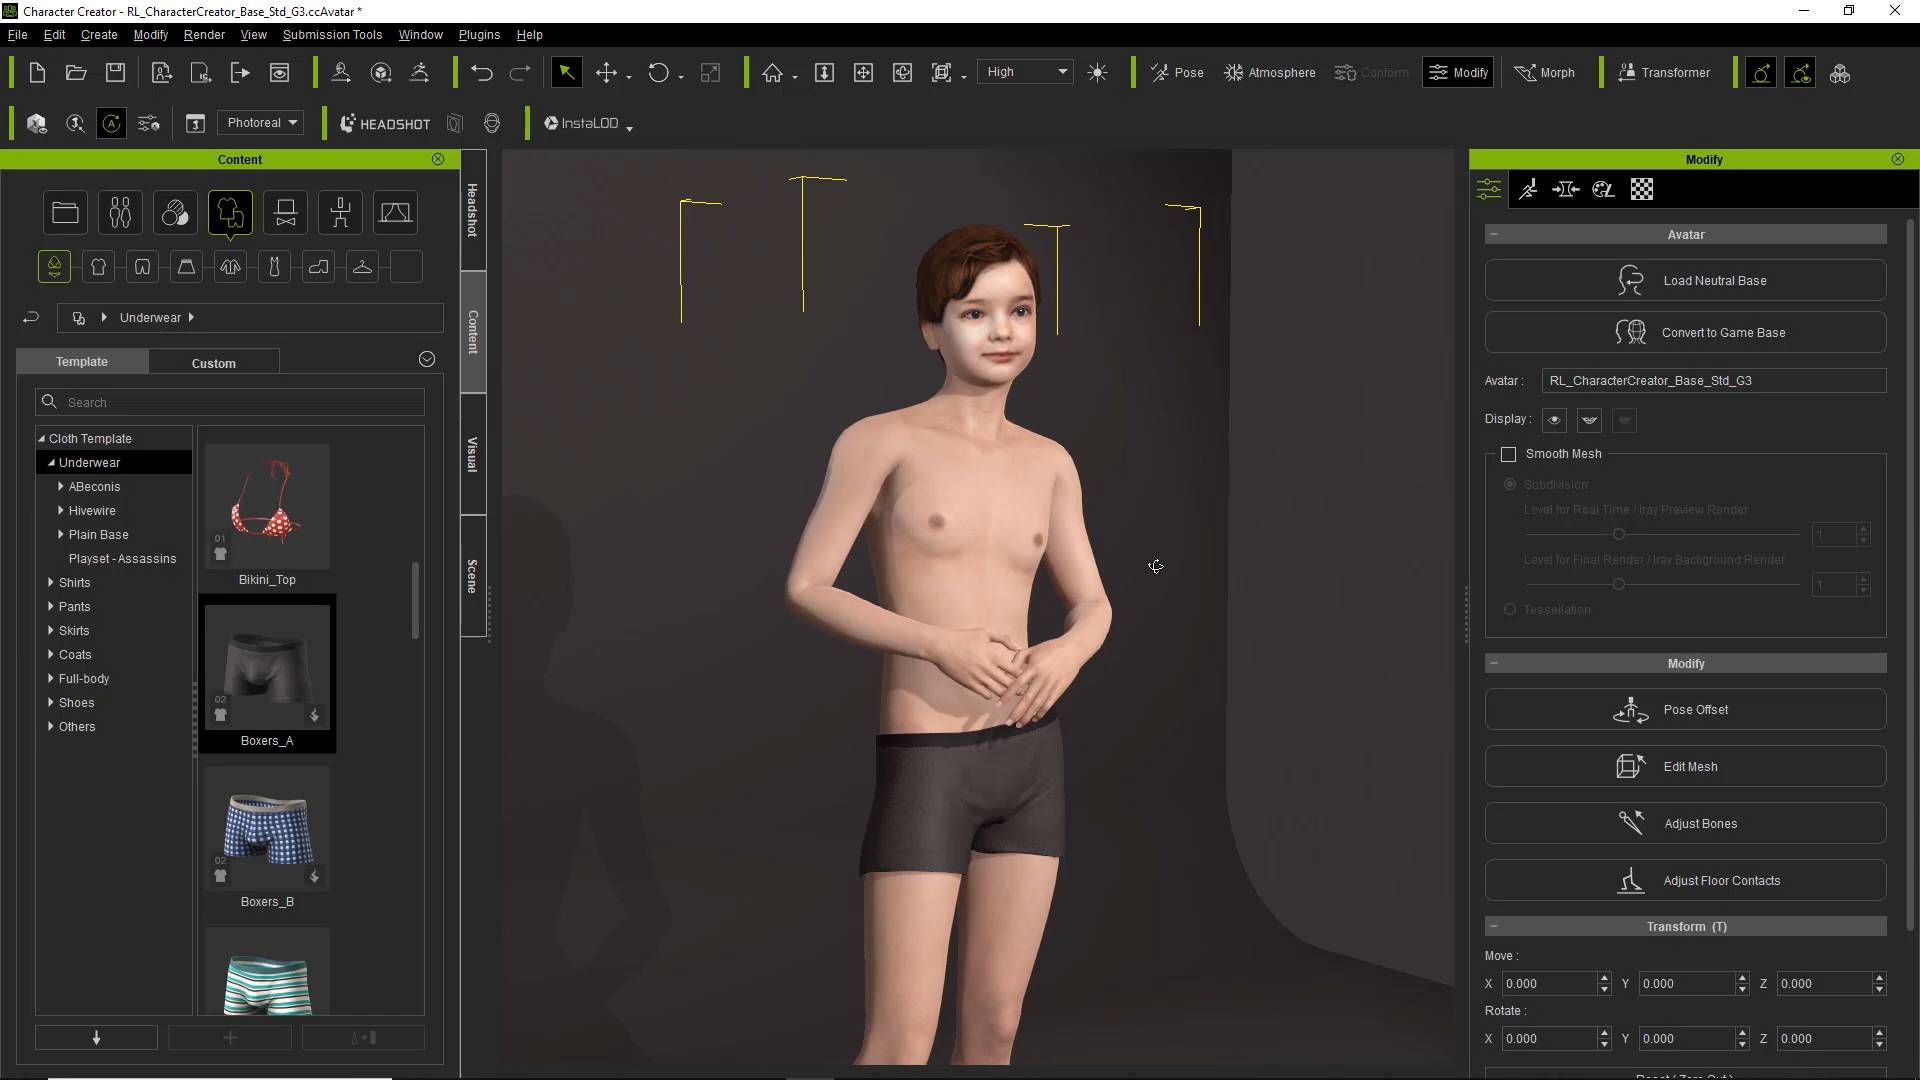 Character Creator - RL_CharacterCreator_Base_Std_G3.ccAvatar *
File Edit Create Modify Render View Submission Tools Window Plugins Help
High Pose Atmosphere Conform Modify Morph Transformer
Photoreal HEADSHOT InstaLOD
Content
Underwear
Template Custom
Search
Cloth Template
Underwear
ABeconis
Hivewire
Plain Base
Playset - Assassins
Shirts
Pants
Skirts
Coats
Full-body
Shoes
Others
01
Bikini_Top
02
Boxers_A
02
Boxers_B
Headshot
Content
Visual
Scene
Modify
Avatar
Load Neutral Base
Convert to Game Base
Avatar : RL_CharacterCreator_Base_Std_G3
Display :
Smooth Mesh
Subdivision
Level for Real Time / Iray Preview Render
1
Level for Final Render / Iray Background Render
1
Tessellation
Modify
Pose Offset
Edit Mesh
Adjust Bones
Adjust Floor Contacts
Transform (T)
Move :
X 0.000 Y 0.000 Z 0.000
Rotate :
X 0.000 Y 0.000 Z 0.000